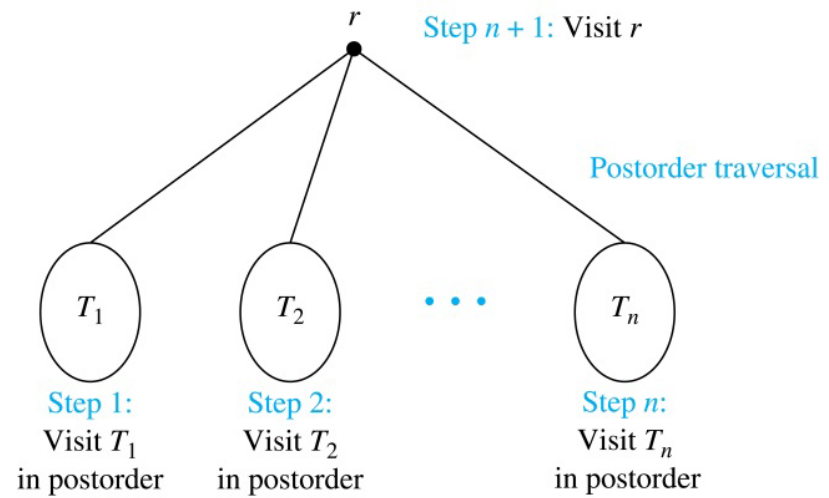 r
Step n + 1: Visit r
Postorder traversal
T₁
T₂
• • •
Tₙ
Step 1:
Visit T₁
in postorder
Step 2:
Visit T₂
in postorder
Step n:
Visit Tₙ
in postorder